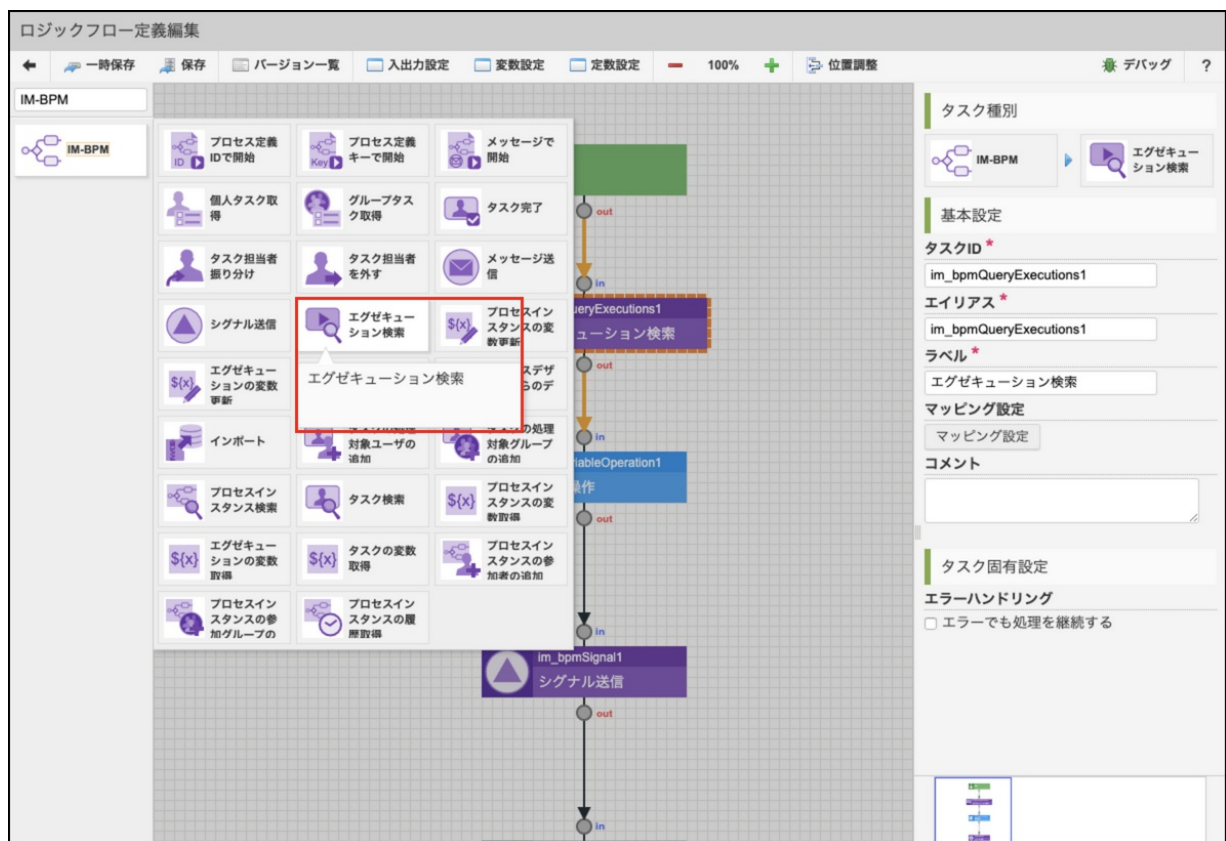 ロジックフロー定義編集
一時保存
保存
バージョン一覧
入出力設定
変数設定
定数設定
100%
位置調整
デバッグ
?
IM-BPM
IM-BPM
プロセス定義
IDで開始
プロセス定義
キーで開始
メッセージで
開始
個人タスク取
得
グループタス
ク取得
タスク完了
タスク担当者
振り分け
タスク担当者
を外す
メッセージ送
信
シグナル送信
エグゼキュー
ション検索
プロセスイン
スタンスの変
数更新
エグゼキュー
ションの変数
更新
エグゼキューション検索
スデザ
らのデ
インポート
対象ユーザの
追加
の処理
対象グループ
の追加
プロセスイン
スタンス検索
タスク検索
プロセスイン
スタンスの変
数取得
エグゼキュー
ションの変数
取得
タスクの変数
取得
プロセスイン
スタンスの参
加者の追加
プロセスイン
スタンスの参
加グループの
プロセスイン
スタンスの履
歴取得
out
in
ueryExecutions1
ューション検索
out
in
iableOperation1
操作
out
in
im_bpmSignal1
シグナル送信
out
in
タスク種別
IM-BPM
エグゼキュー
ション検索
基本設定
タスクID *
im_bpmQueryExecutions1
エイリアス *
im_bpmQueryExecutions1
ラベル *
エグゼキューション検索
マッピング設定
マッピング設定
コメント
タスク固有設定
エラーハンドリング
エラーでも処理を継続する